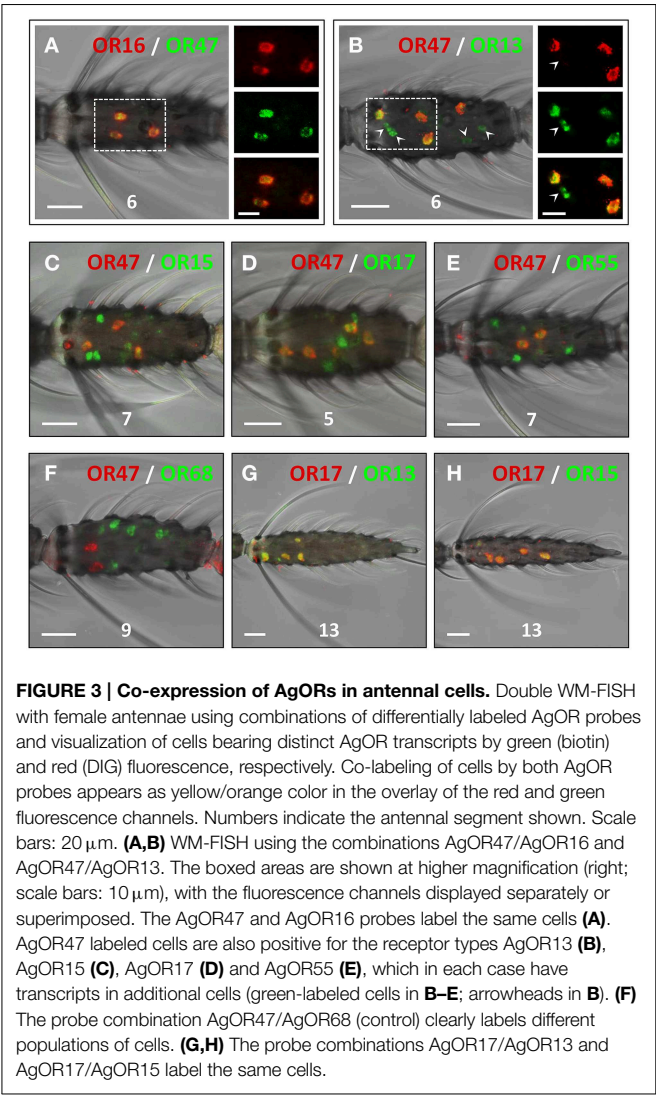 A
OR16 / OR47
6
B
OR47 / OR13
6
C
OR47 / OR15
7
D
OR47 / OR17
5
E
OR47 / OR55
7
F
OR47 / OR68
9
G
OR17 / OR13
13
H
OR17 / OR15
13
FIGURE 3 | Co-expression of AgORs in antennal cells. Double WM-FISH
with female antennae using combinations of differentially labeled AgOR probes
and visualization of cells bearing distinct AgOR transcripts by green (biotin)
and red (DIG) fluorescence, respectively. Co-labeling of cells by both AgOR
probes appears as yellow/orange color in the overlay of the red and green
fluorescence channels. Numbers indicate the antennal segment shown. Scale
bars: 20 μm. (A,B) WM-FISH using the combinations AgOR47/AgOR16 and
AgOR47/AgOR13. The boxed areas are shown at higher magnification (right;
scale bars: 10 μm), with the fluorescence channels displayed separately or
superimposed. The AgOR47 and AgOR16 probes label the same cells (A).
AgOR47 labeled cells are also positive for the receptor types AgOR13 (B),
AgOR15 (C), AgOR17 (D) and AgOR55 (E), which in each case have
transcripts in additional cells (green-labeled cells in B–E; arrowheads in B). (F)
The probe combination AgOR47/AgOR68 (control) clearly labels different
populations of cells. (G,H) The probe combinations AgOR17/AgOR13 and
AgOR17/AgOR15 label the same cells.